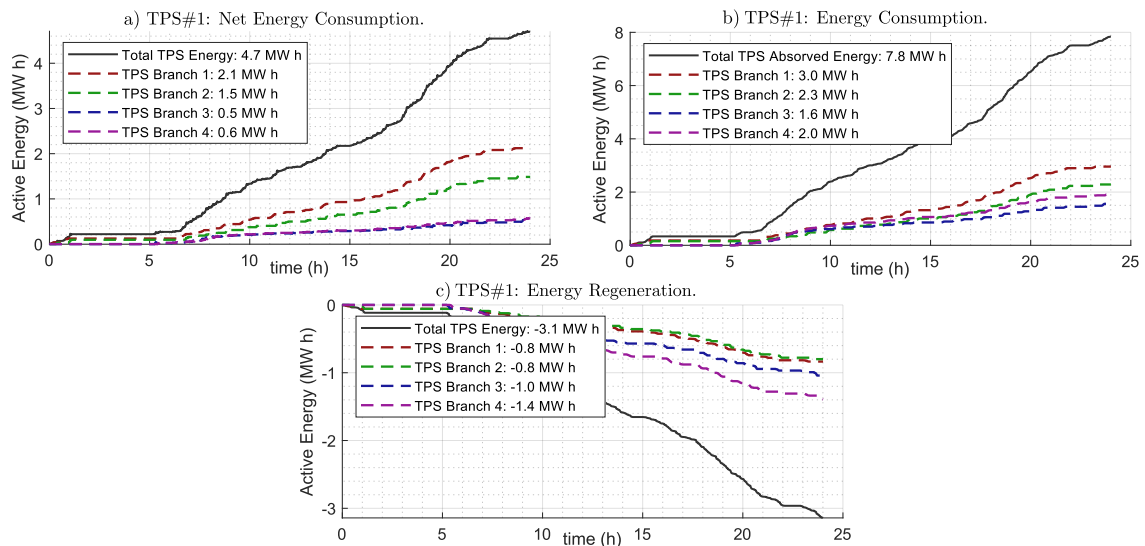 a) TPS#1: Net Energy Consumption.
Active Energy (MW h)
4
3
2
1
0
Total TPS Energy: 4.7 MW h
TPS Branch 1: 2.1 MW h
TPS Branch 2: 1.5 MW h
TPS Branch 3: 0.5 MW h
TPS Branch 4: 0.6 MW h
0 5 10 15 20 25
time (h)
b) TPS#1: Energy Consumption.
Active Energy (MW h)
8
6
4
2
0
Total TPS Absored Energy: 7.8 MW h
TPS Branch 1: 3.0 MW h
TPS Branch 2: 2.3 MW h
TPS Branch 3: 1.6 MW h
TPS Branch 4: 2.0 MW h
0 5 10 15 20 25
time (h)
c) TPS#1: Energy Regeneration.
Active Energy (MW h)
0
-1
-2
-3
Total TPS Energy: -3.1 MW h
TPS Branch 1: -0.8 MW h
TPS Branch 2: -0.8 MW h
TPS Branch 3: -1.0 MW h
TPS Branch 4: -1.4 MW h
0 5 10 15 20 25
time (h)